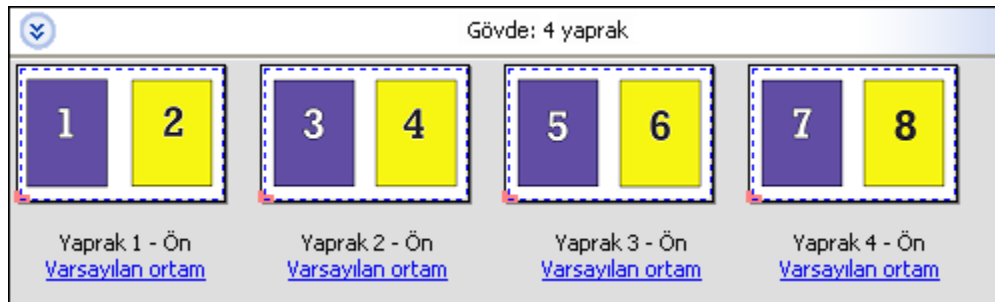 Gövde: 4 yaprak
1 2 3 4 5 6 7 8
Yaprak 1 - Ön Yaprak 2 - Ön Yaprak 3 - Ön Yaprak 4 - Ön
Varsayılan ortam Varsayılan ortam Varsayılan ortam Varsayılan ortam